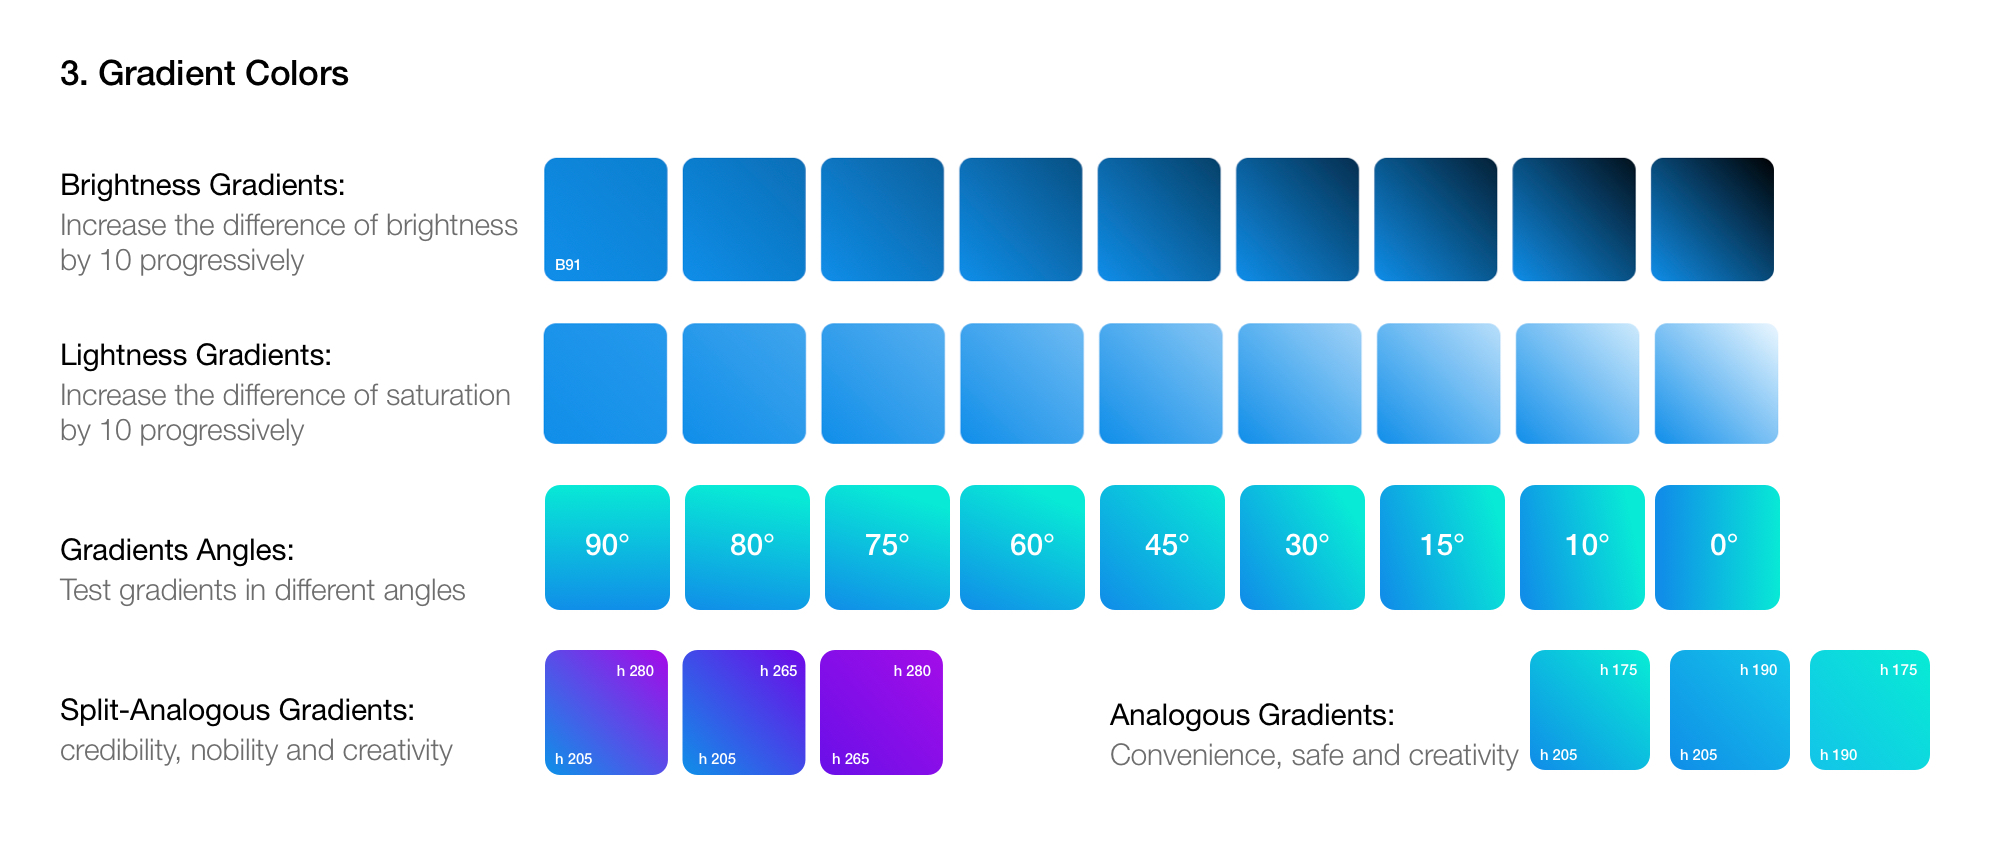 3. Gradient Colors
Brightness Gradients:
Increase the difference of brightness
by 10 progressively
B91
Lightness Gradients:
Increase the difference of saturation
by 10 progressively
Gradients Angles:
Test gradients in different angles
90° 80° 75° 60° 45° 30° 15° 10° 0°
Split-Analogous Gradients:
credibility, nobility and creativity
h 280 h 265 h 280
h 205 h 205 h 265
Analogous Gradients:
Convenience, safe and creativity
h 175 h 190 h 175
h 205 h 205 h 190